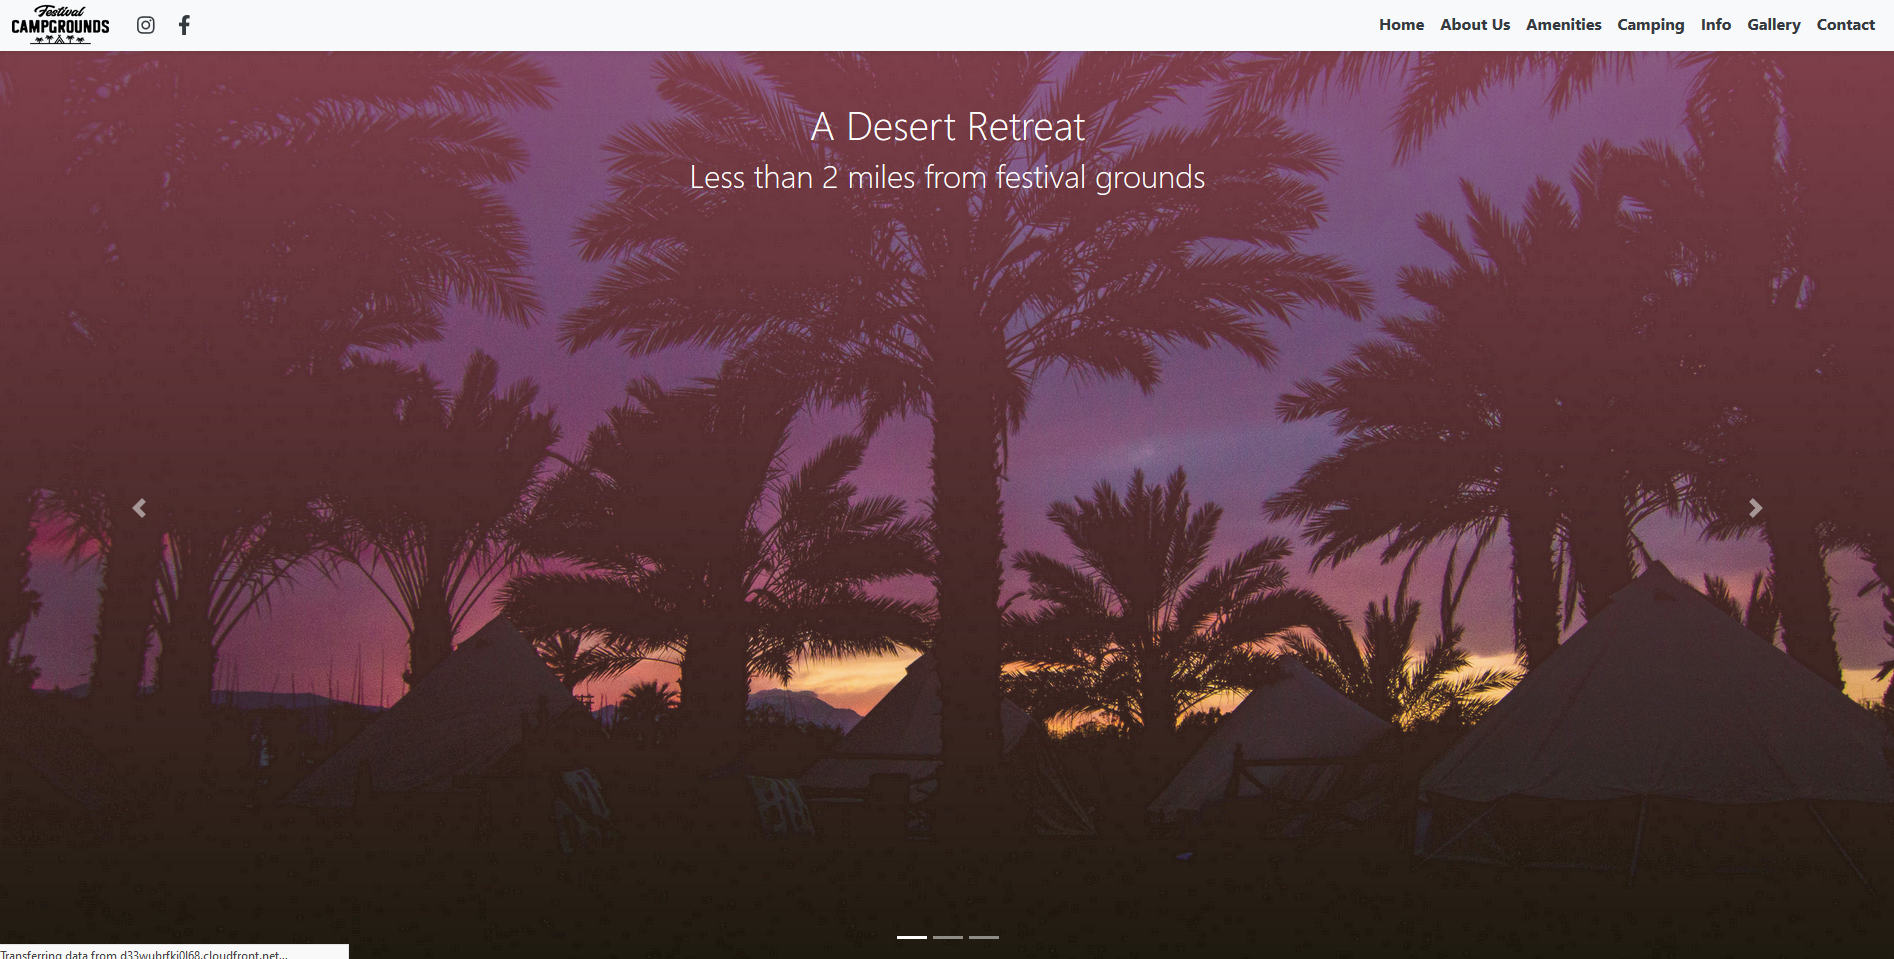 Festival
CAMPGROUNDS
Home About Us Amenities Camping Info Gallery Contact
A Desert Retreat
Less than 2 miles from festival grounds
Transferring data from d33wubrfki0l68.cloudfront.net...